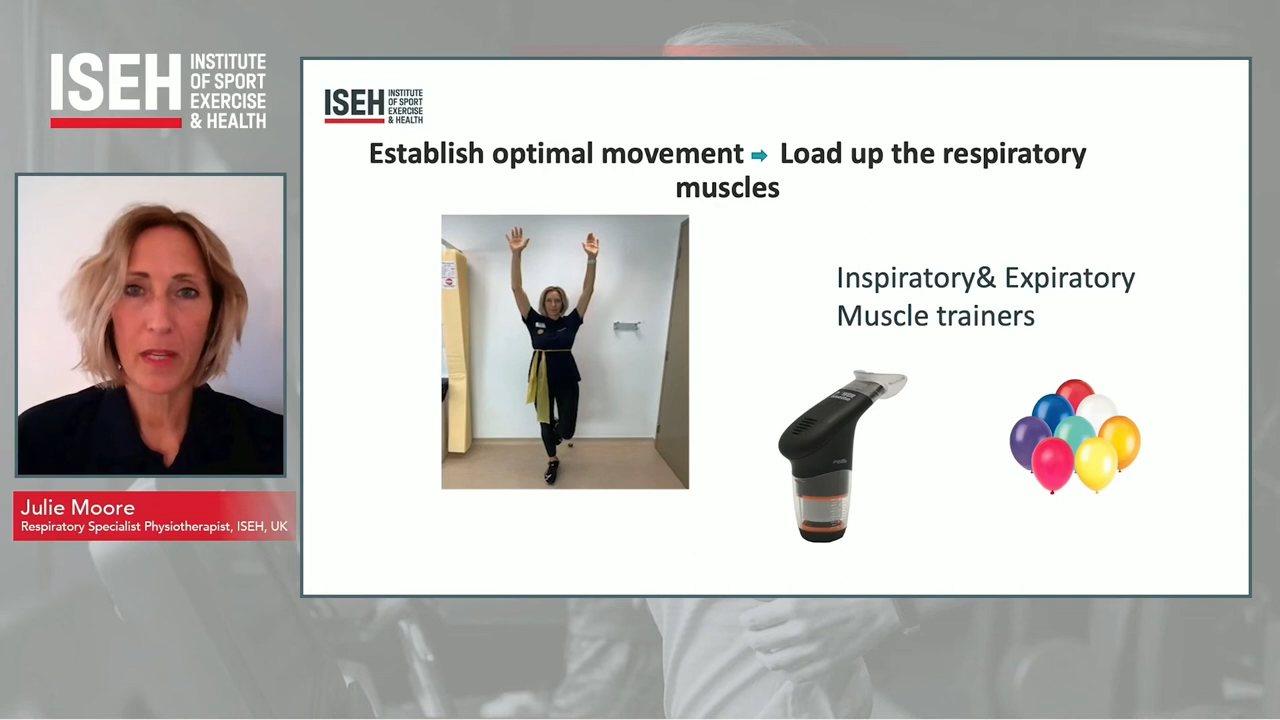 ISEH
INSTITUTE
OF SPORT
EXERCISE
& HEALTH
ISEH
INSTITUTE
OF SPORT
EXERCISE
& HEALTH
Establish optimal movement ➡ Load up the respiratory
muscles
Inspiratory& Expiratory
Muscle trainers
Julie Moore
Respiratory Specialist Physiotherapist, ISEH, UK